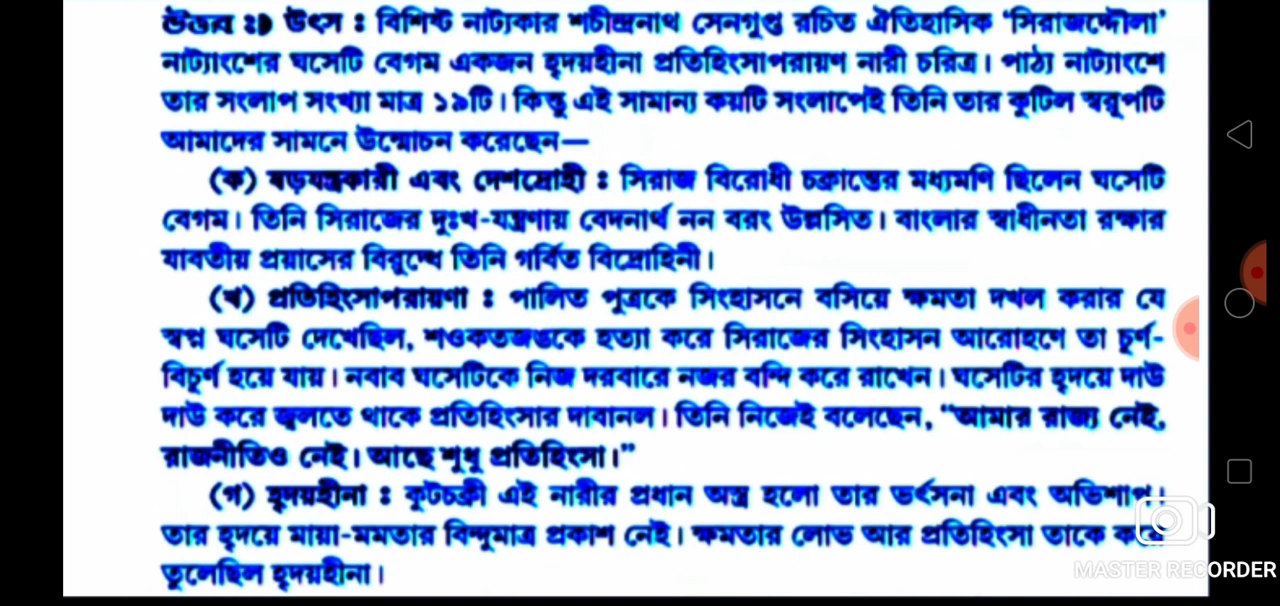 উত্তর ঃ উৎস ঃ বিশিষ্ট নাট্যকার শচীন্দ্রনাথ সেনগুপ্ত রচিত ঐতিহাসিক ‘সিরাজদ্দৌলা’
নাট্যাংশের ঘসেটি বেগম একজন হৃদয়হীনা প্রতিহিংসাপরায়ণ নারী চরিত্র। পাঠ্য নাট্যাংশে
তার সংলাপ সংখ্যা মাত্র ১৯টি। কিন্তু এই সামান্য কয়টি সংলাপেই তিনি তার কুটিল স্বরূপটি
আমাদের সামনে উন্মোচন করেছেন—
(ক) ষড়যন্ত্রকারী এবং দেশদ্রোহী ঃ সিরাজ বিরোধী চক্রান্তের মধ্যমণি ছিলেন ঘসেটি
বেগম। তিনি সিরাজের দুঃখ-যন্ত্রণায় বেদনার্থ নন বরং উল্লসিত। বাংলার স্বাধীনতা রক্ষার
যাবতীয় প্রয়াসের বিরুদ্ধে তিনি গর্বিত বিদ্রোহিনী।
(খ) প্রতিহিংসাপরায়ণা ঃ পালিত পুত্রকে সিংহাসনে বসিয়ে ক্ষমতা দখল করার যে
স্বপ্ন ঘসেটি দেখেছিল, শওকতজঙকে হত্যা করে সিরাজের সিংহাসন আরোহণে তা চূর্ণ-
বিচূর্ণ হয়ে যায়। নবাব ঘসেটিকে নিজ দরবারে নজর বন্দি করে রাখেন। ঘসেটির হৃদয়ে দাউ
দাউ করে জ্বলতে থাকে প্রতিহিংসার দাবানল। তিনি নিজেই বলেছেন, “আমার রাজ্য নেই,
রাজনীতিও নেই। আছে শুধু প্রতিহিংসা।”
(গ) হৃদয়হীনা ঃ কূটচক্রী এই নারীর প্রধান অস্ত্র হলো তার ভর্ৎসনা এবং অভিশাপ।
তার হৃদয়ে মায়া-মমতার বিন্দুমাত্র প্রকাশ নেই। ক্ষমতার লোভ আর প্রতিহিংসা তাকে করে
তুলেছিল হৃদয়হীনা।
MASTER RECORDER